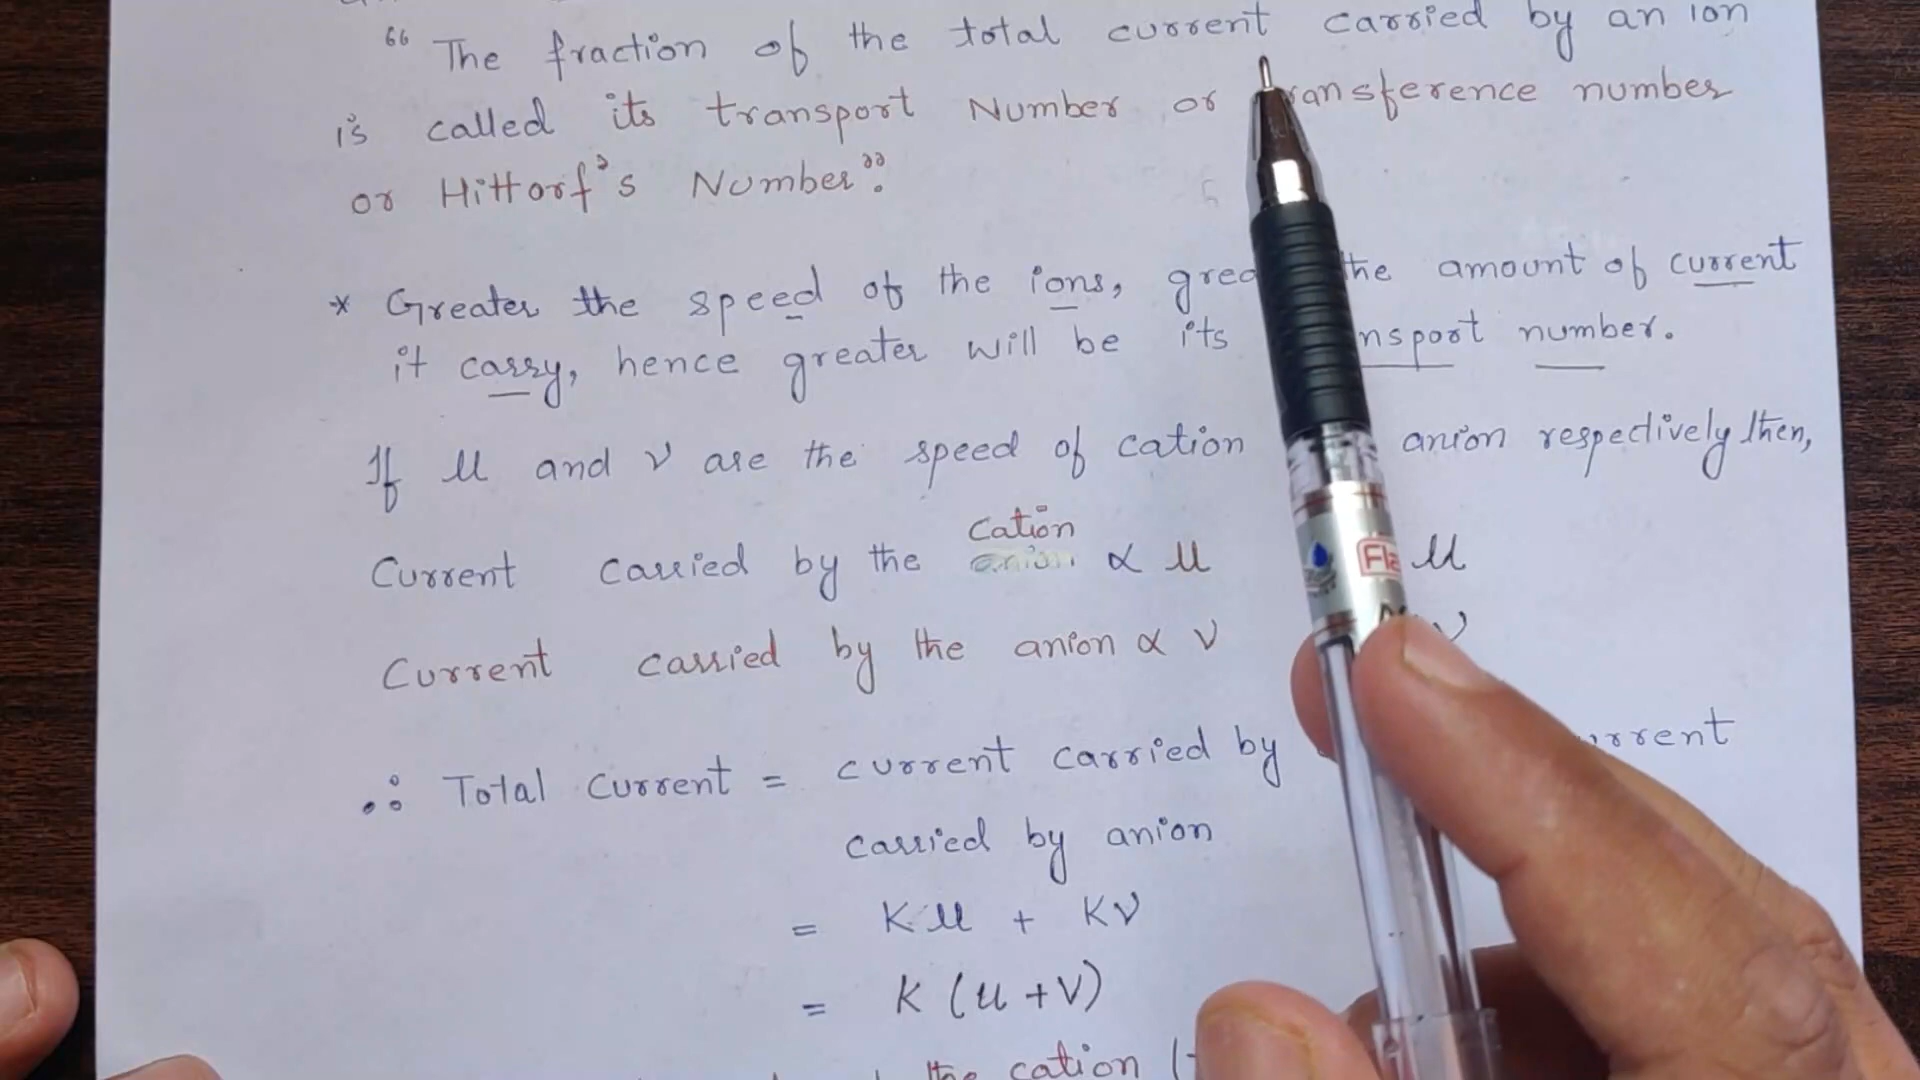 “ The fraction of the total current carried by an ion
is called its transport Number or ransference number
or Hittorf's Number”.
* Greater the speed of the ions, grea the amount of current
it carry, hence greater will be its nsport number.
If u and v are the speed of cation anion respectively then,
Cation
Current carried by the anion ∝ u u
Current carried by the anion ∝ v v
∴ Total current = current carried by rrent
carried by anion
= Ku + Kv
= K (u + v)
the cation (
Fla